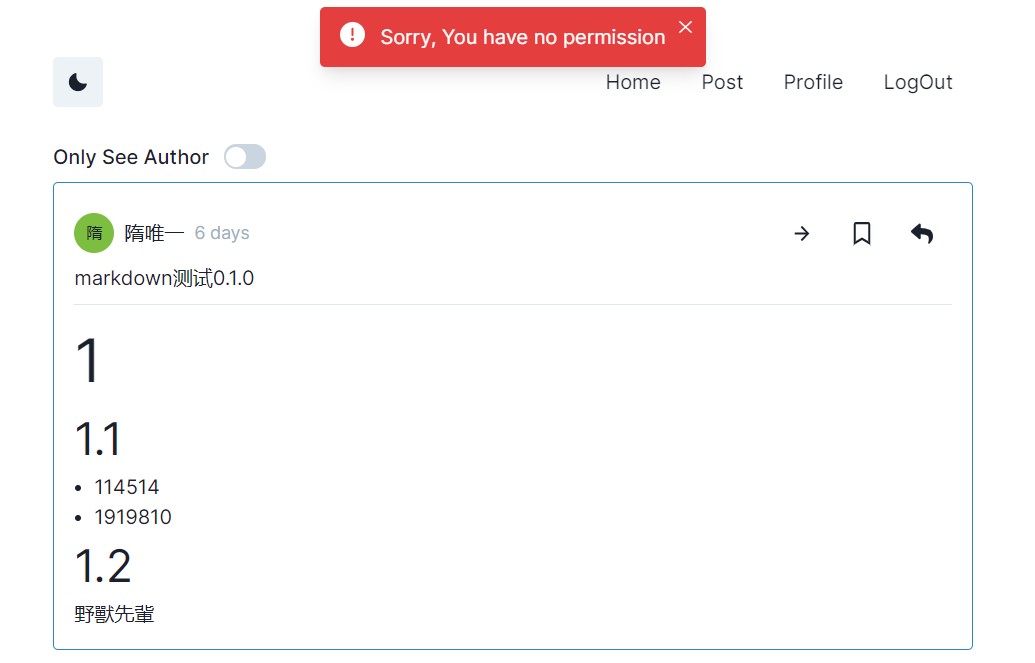 Sorry, You have no permission
Home Post Profile LogOut
Only See Author
隋 隋唯一 6 days
markdown测试0.1.0
1
1.1
• 114514
• 1919810
1.2
野獸先輩